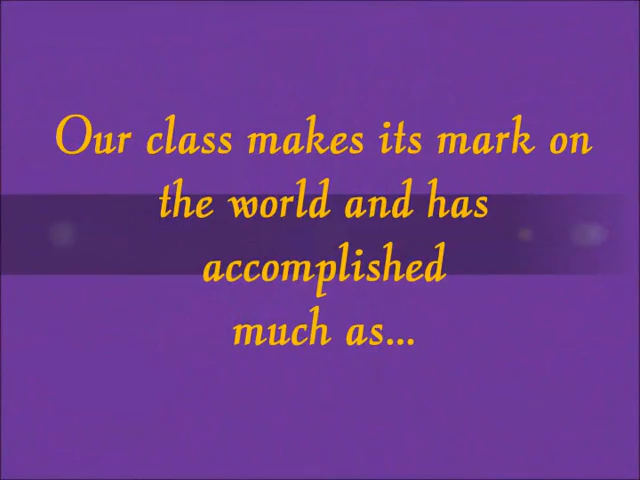 Our class makes its mark on
the world and has
accomplished
much as...